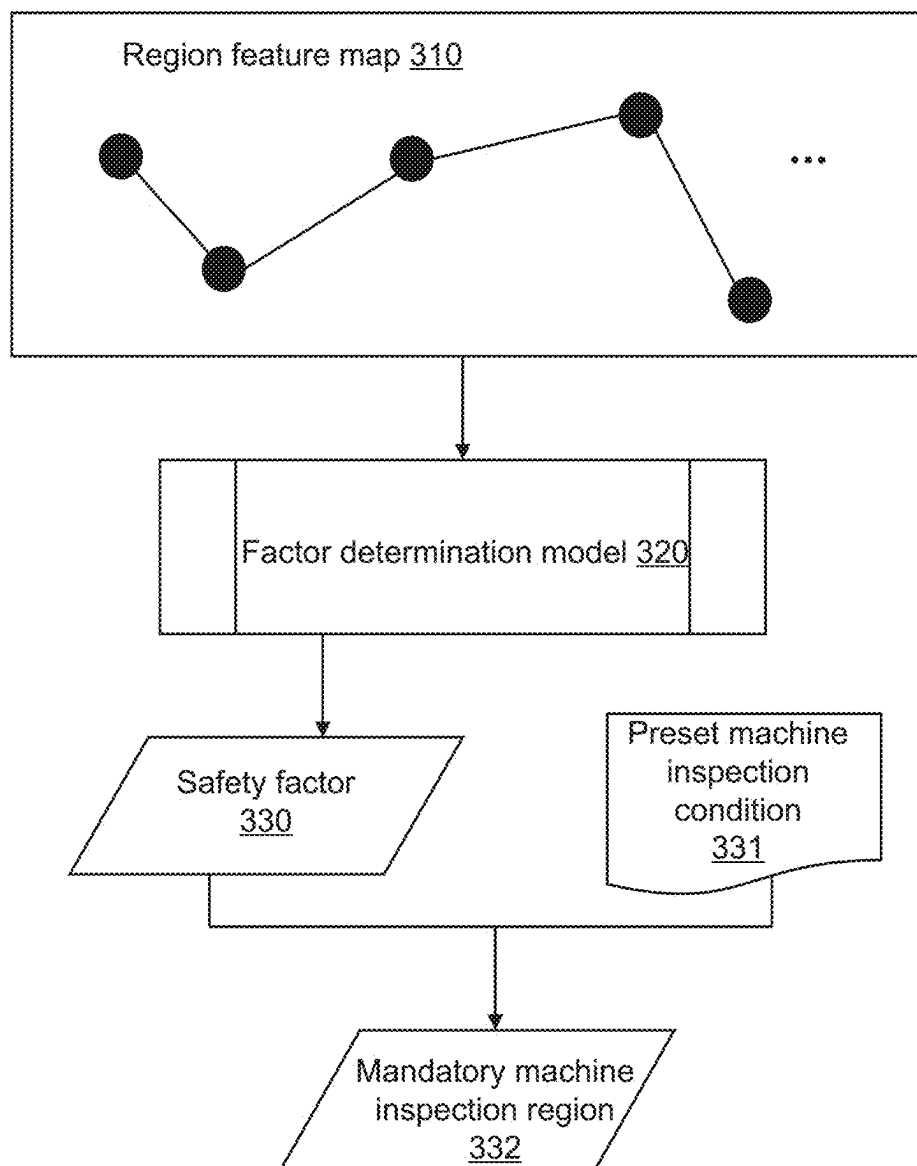 Region feature map 310
...
Factor determination model 320
Safety factor
330
Preset machine
inspection
condition
331
Mandatory machine
inspection region
332